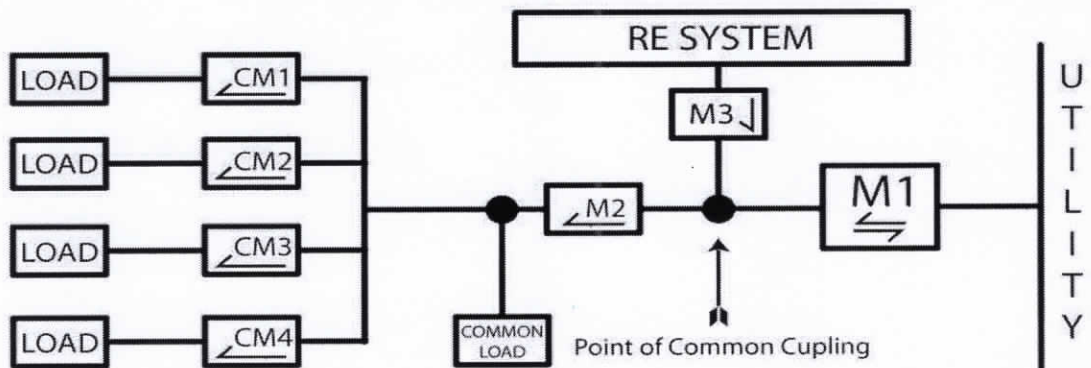 RE SYSTEM
LOAD
CM1
M3
LOAD
CM2
M2
M1
LOAD
CM3
LOAD
CM4
COMMON
LOAD
Point of Common Cupling
UTILITY